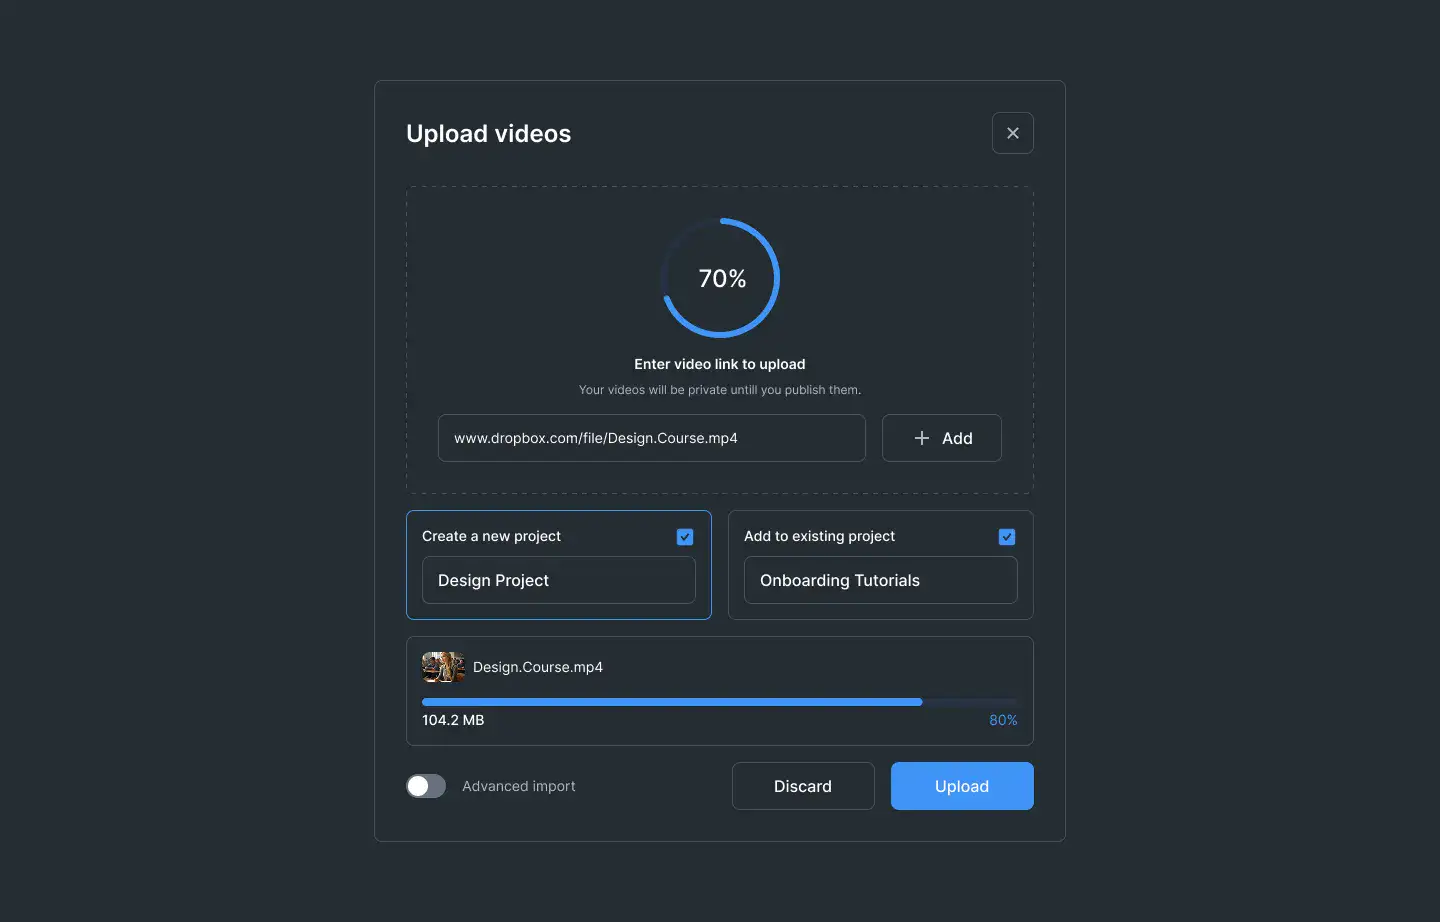 Upload videos
70%
Enter video link to upload
Your videos will be private untill you publish them.
www.dropbox.com/file/Design.Course.mp4
Add
Create a new project
Add to existing project
Design Project
Onboarding Tutorials
Design.Course.mp4
104.2 MB
80%
Advanced import
Discard
Upload